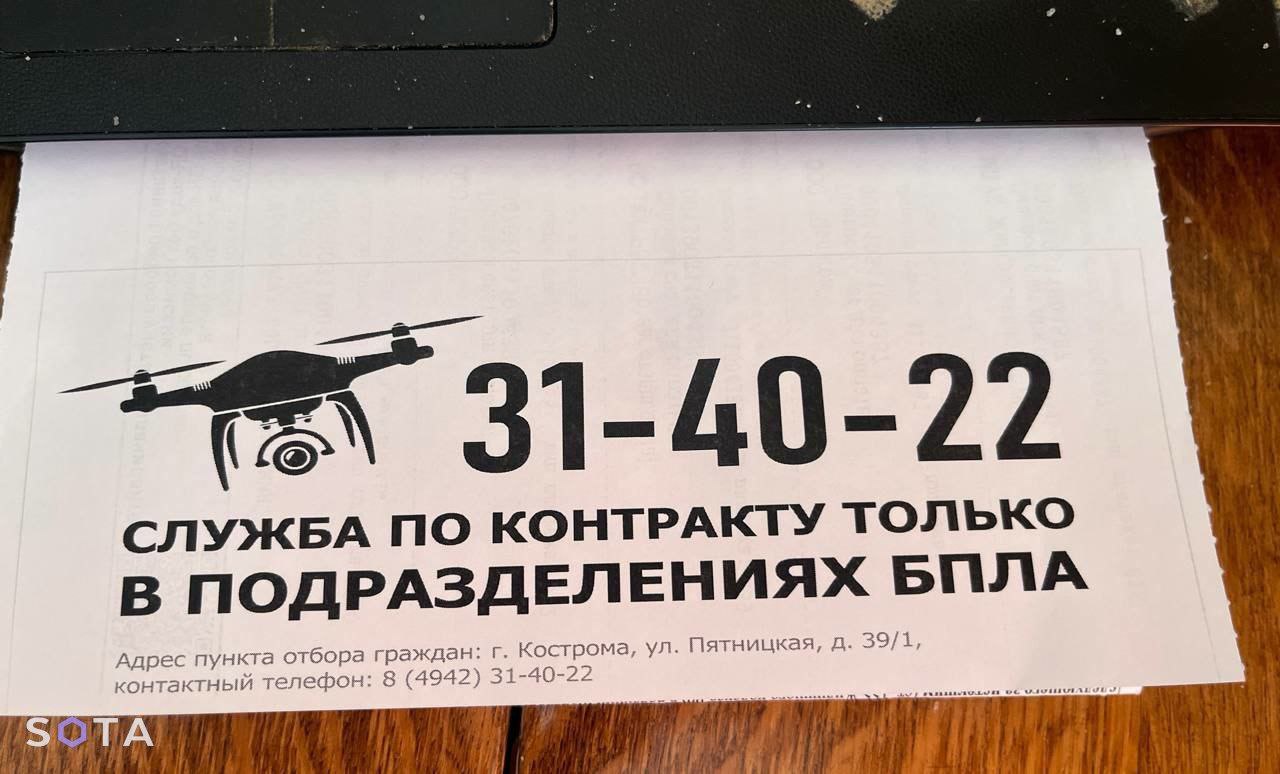 31-40-22
СЛУЖБА ПО КОНТРАКТУ ТОЛЬКО
В ПОДРАЗДЕЛЕНИЯХ БПЛА
Адрес пункта отбора граждан: г. Кострома, ул. Пятницкая, д. 39/1,
контактный телефон: 8 (4942) 31-40-22
SOTA